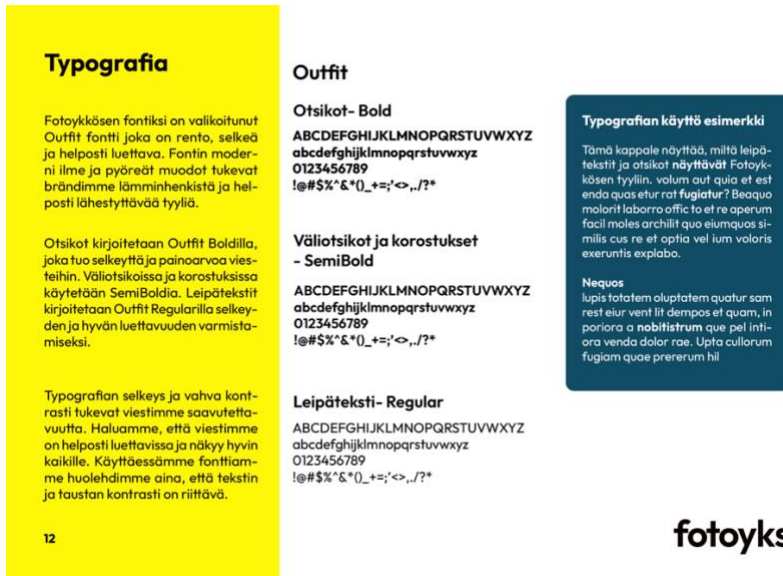 Typografia
Fotoykkösen fontiksi on valikoitunut
Outfit fontti joka on rento, selkeä
ja helposti luettava. Fontin moder-
ni ilme ja pyöreät muodot tukevat
brändimme lämminhenkistä ja hel-
posti lähestyttävää tyyliä.
Otsikot kirjoitetaan Outfit Boldilla,
joka tuo selkeyttä ja painoarvoa vies-
teihin. Väliotsikoissa ja korostuksissa
käytetään SemiBoldia. Leipätekstit
kirjoitetaan Outfit Regularilla selkey-
den ja hyvän luettavuuden varmista-
miseksi.
Typografian selkeys ja vahva kont-
rasti tukevat viestimme saavutetta-
vuutta. Haluamme, että viestimme
on helposti luettavissa ja näkyy hyvin
kaikille. Käyttäessämme fonttiam-
me huolehdimme aina, että tekstin
ja taustan kontrasti on riittävä.
12
Outfit
Otsikot- Bold
ABCDEFGHIJKLMNOPQRSTUVWXYZ
abcdefghijklmnopqrstuvwxyz
0123456789
!@#$%^&*()_+=;'<>,./?*
Väliotsikot ja korostukset
- SemiBold
ABCDEFGHIJKLMNOPQRSTUVWXYZ
abcdefghijklmnopqrstuvwxyz
0123456789
!@#$%^&*()_+=;'<>,./?*
Leipäteksti- Regular
ABCDEFGHIJKLMNOPQRSTUVWXYZ
abcdefghijklmnopqrstuvwxyz
0123456789
!@#$%^&*()_+=;'<>,./?*
Typografian käyttö esimerkki
Tämä kappale näyttää, miltä leipä-
tekstit ja otsikot näyttävät Fotoyk-
kösen tyyliin. volum aut quia et est
enda quas etur rat fugiatur? Beaquo
molorit laborro offic to et re aperum
facil moles archilit quo eiumquos si-
milis cus re et optia vel ium voloris
exeruntis explabo.
Nequos
Iupis totatem oluptatem quatur sam
rest eiur vent lit dempos et quam, in
poriora a nobitistrum que pel inti-
ora venda dolor rae. Upta cullorum
fugiam quae prererum hil
fotoyks